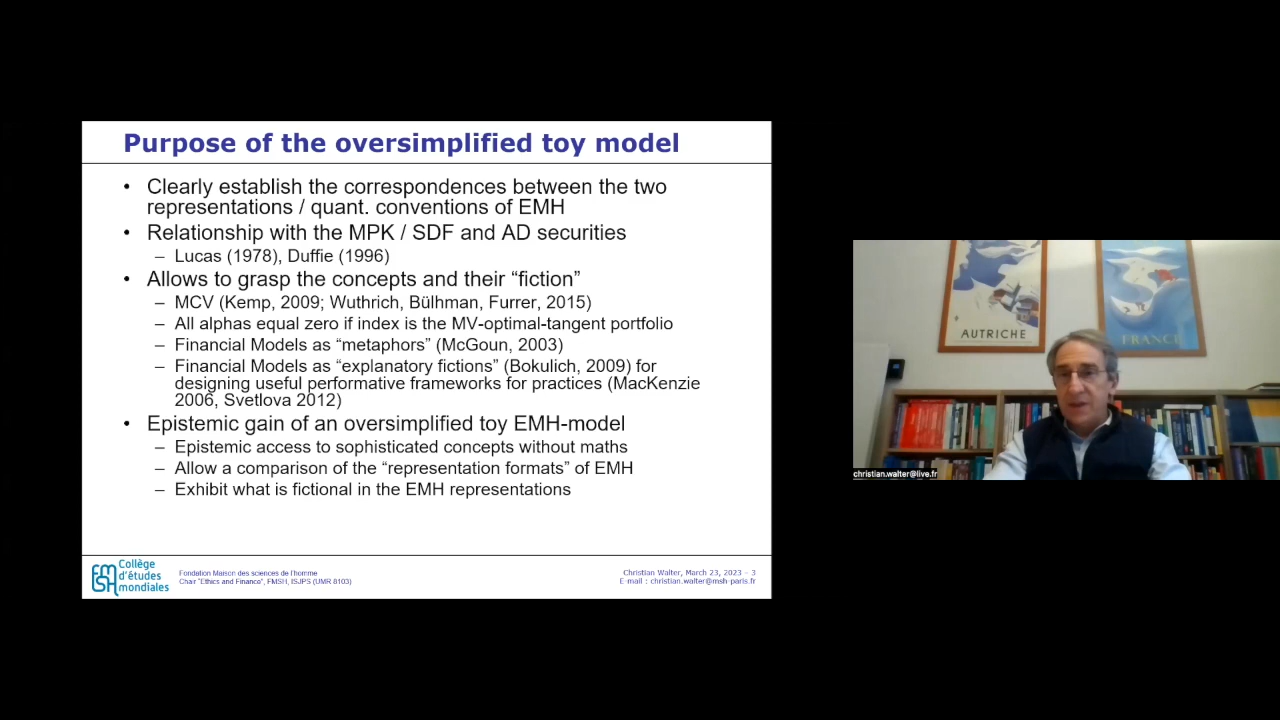 Purpose of the oversimplified toy model
• Clearly establish the correspondences between the two
representations / quant. conventions of EMH
• Relationship with the MPK / SDF and AD securities
– Lucas (1978), Duffie (1996)
• Allows to grasp the concepts and their “fiction”
– MCV (Kemp, 2009; Wuthrich, Bülhman, Furrer, 2015)
– All alphas equal zero if index is the MV-optimal-tangent portfolio
– Financial Models as “metaphors” (McGoun, 2003)
– Financial Models as “explanatory fictions” (Bokulich, 2009) for
designing useful performative frameworks for practices (MacKenzie
2006, Svetlova 2012)
• Epistemic gain of an oversimplified toy EMH-model
– Epistemic access to sophisticated concepts without maths
– Allow a comparison of the “representation formats” of EMH
– Exhibit what is fictional in the EMH representations
FMSH
Collège
d'études
mondiales
Fondation Maison des sciences de l'homme
Chair "Ethics and Finance", FMSH, ISJPS (UMR 8103)
Christian Walter, March 23, 2023 – 3
E-mail : christian.walter@msh-paris.fr
AUTRICHE
FRANCE
christian.walter@live.fr